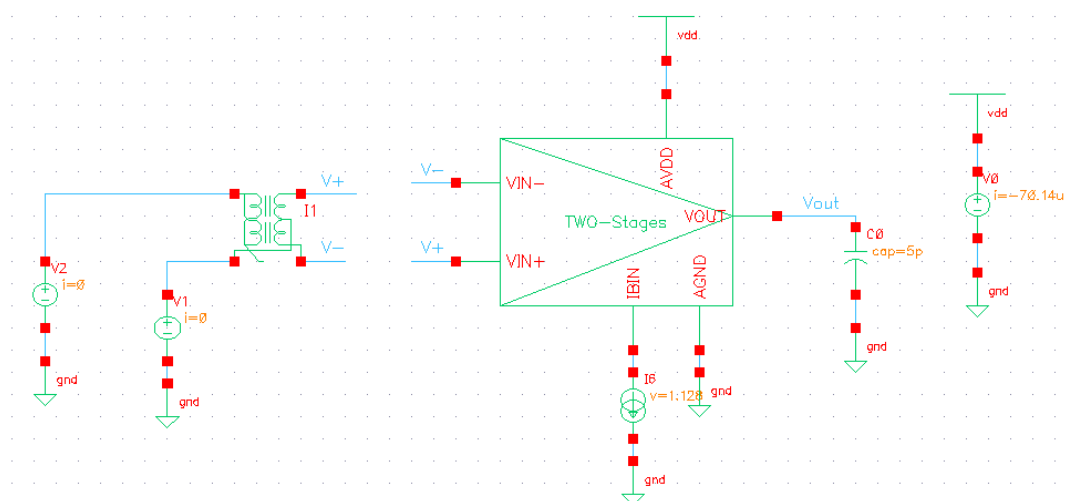 vdd
vdd
V+
V-
VIN-
AVDD
V0
i=-70.14u
I1
VOUT
Vout
TWO-Stages
V-
V+
VIN+
C0
cap=5p
V2
i=0
IBIN
AGND
gnd
V1
i=0
gnd
I6
v=1.128
gnd
gnd
gnd
gnd